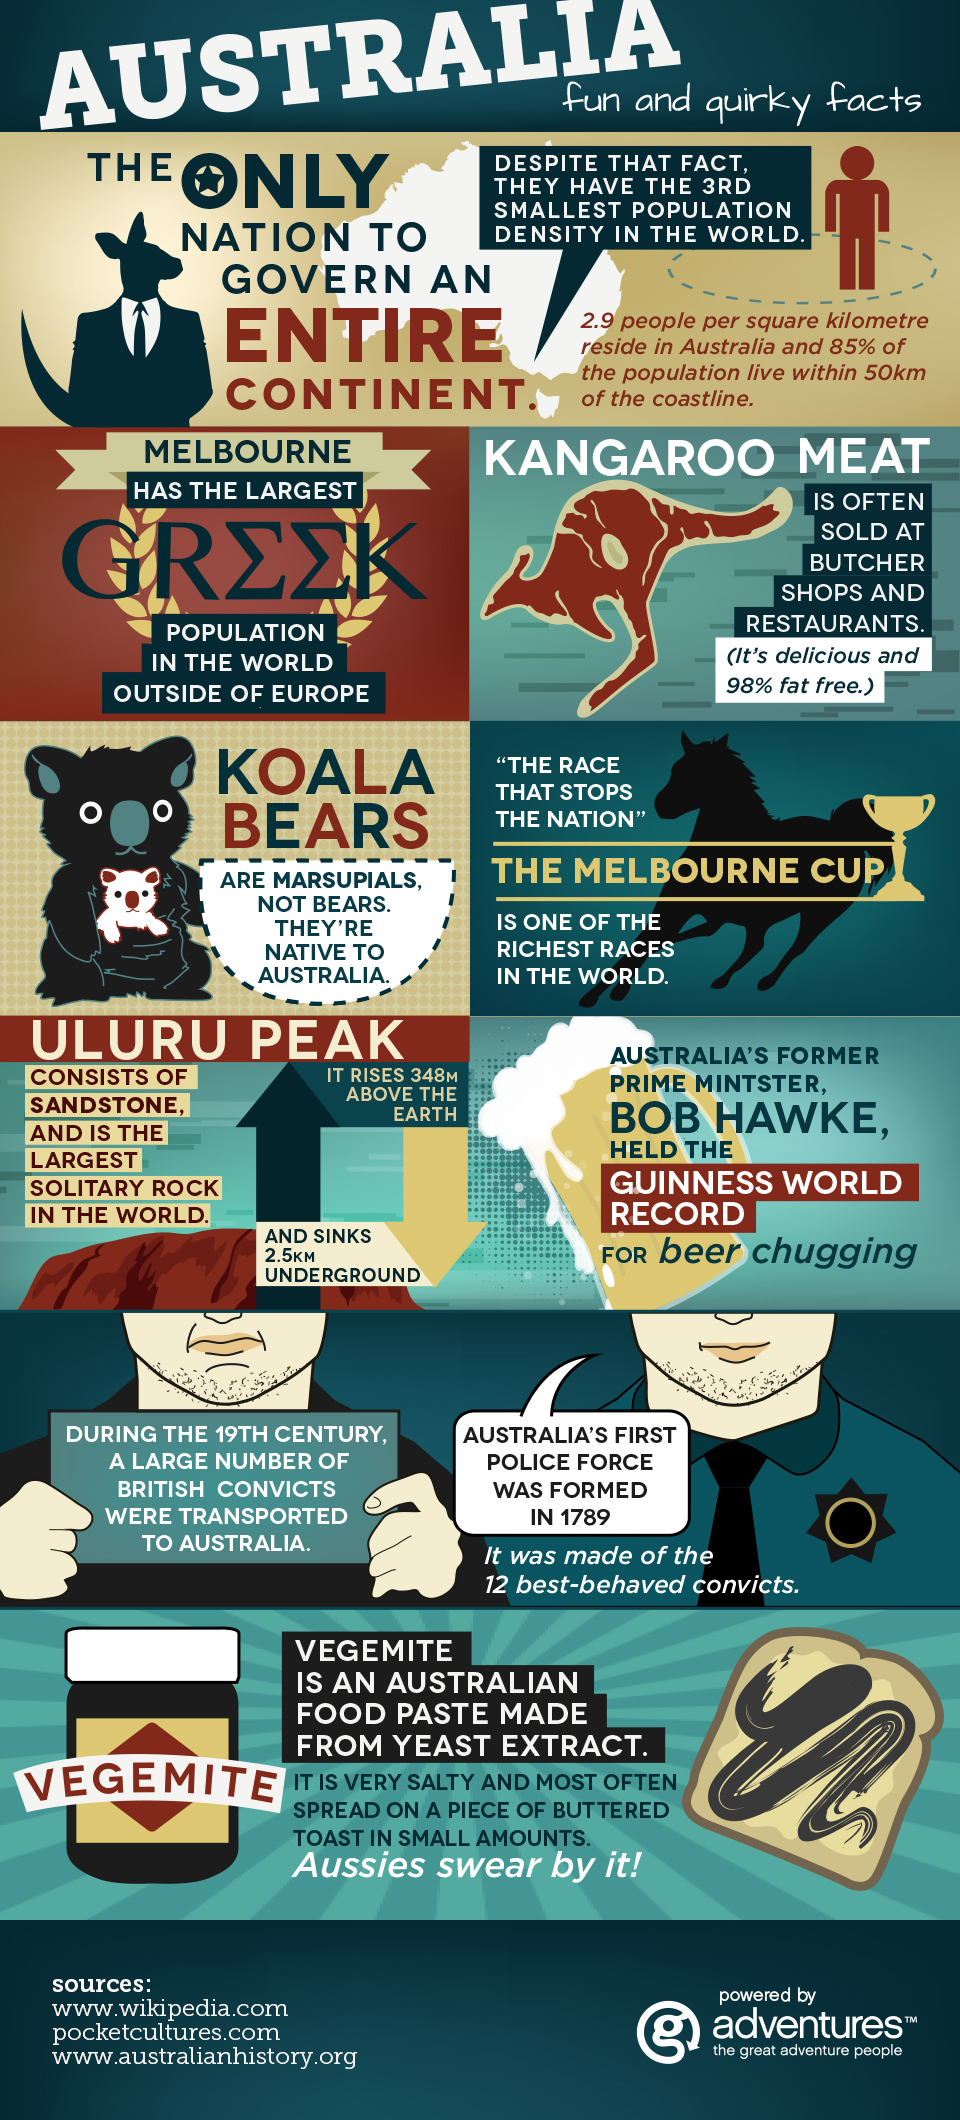 AUSTRALIA
fun and quirky facts
THE ONLY
NATION TO
GOVERN AN
ENTIRE
CONTINENT.
DESPITE THAT FACT,
THEY HAVE THE 3RD
SMALLEST POPULATION
DENSITY IN THE WORLD.
2.9 people per square kilometre
reside in Australia and 85% of
the population live within 50km
of the coastline.
MELBOURNE
HAS THE LARGEST
GRΣΣK
POPULATION
IN THE WORLD
OUTSIDE OF EUROPE
KANGAROO MEAT
IS OFTEN
SOLD AT
BUTCHER
SHOPS AND
RESTAURANTS.
(It's delicious and
98% fat free.)
KOALA
BEARS
ARE MARSUPIALS,
NOT BEARS.
THEY'RE
NATIVE TO
AUSTRALIA.
"THE RACE
THAT STOPS
THE NATION"
THE MELBOURNE CUP
IS ONE OF THE
RICHEST RACES
IN THE WORLD.
ULURU PEAK
CONSISTS OF
SANDSTONE,
AND IS THE
LARGEST
SOLITARY ROCK
IN THE WORLD.
IT RISES 348M
ABOVE THE
EARTH
AND SINKS
2.5KM
UNDERGROUND
AUSTRALIA'S FORMER
PRIME MINTSTER,
BOB HAWKE,
HELD THE
GUINNESS WORLD
RECORD
FOR beer chugging
DURING THE 19TH CENTURY,
A LARGE NUMBER OF
BRITISH CONVICTS
WERE TRANSPORTED
TO AUSTRALIA.
AUSTRALIA'S FIRST
POLICE FORCE
WAS FORMED
IN 1789
It was made of the
12 best-behaved convicts.
VEGEMITE
VEGEMITE
IS AN AUSTRALIAN
FOOD PASTE MADE
FROM YEAST EXTRACT.
IT IS VERY SALTY AND MOST OFTEN
SPREAD ON A PIECE OF BUTTERED
TOAST IN SMALL AMOUNTS.
Aussies swear by it!
sources:
www.wikipedia.com
pocketcultures.com
www.australianhistory.org
powered by
g adventures™
the great adventure people